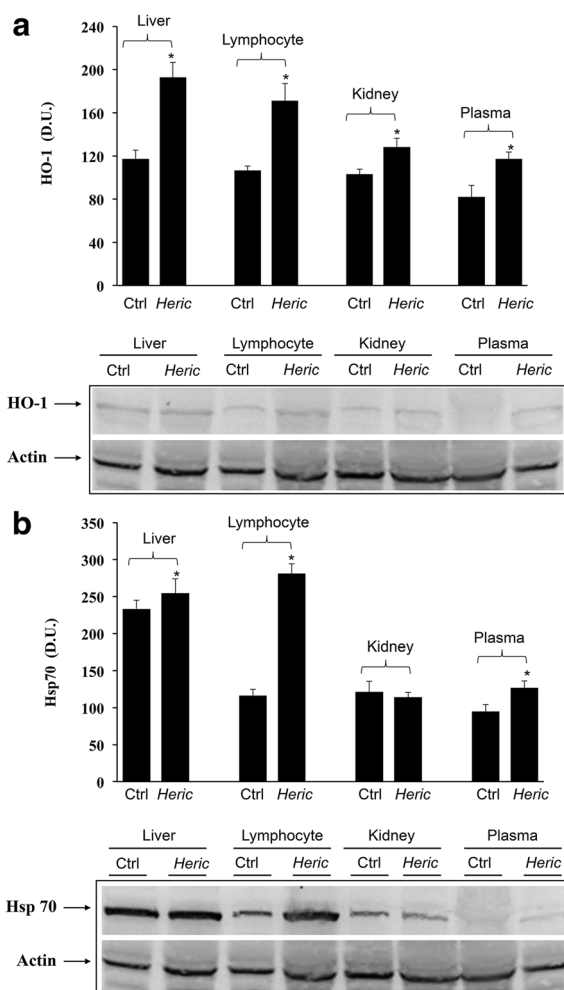 a
Liver
Lymphocyte
Kidney
Plasma
* * * *
HO-1 (D.U.)
240
200
160
120
80
40
0
Ctrl Heric Ctrl Heric Ctrl Heric Ctrl Heric
Liver Lymphocyte Kidney Plasma
Ctrl Heric Ctrl Heric Ctrl Heric Ctrl Heric
HO-1
Actin
b
Liver
Lymphocyte
Kidney
Plasma
* * *
Hsp70 (D.U.)
350
300
250
200
150
100
50
0
Ctrl Heric Ctrl Heric Ctrl Heric Ctrl Heric
Liver Lymphocyte Kidney Plasma
Ctrl Heric Ctrl Heric Ctrl Heric Ctrl Heric
Hsp 70
Actin